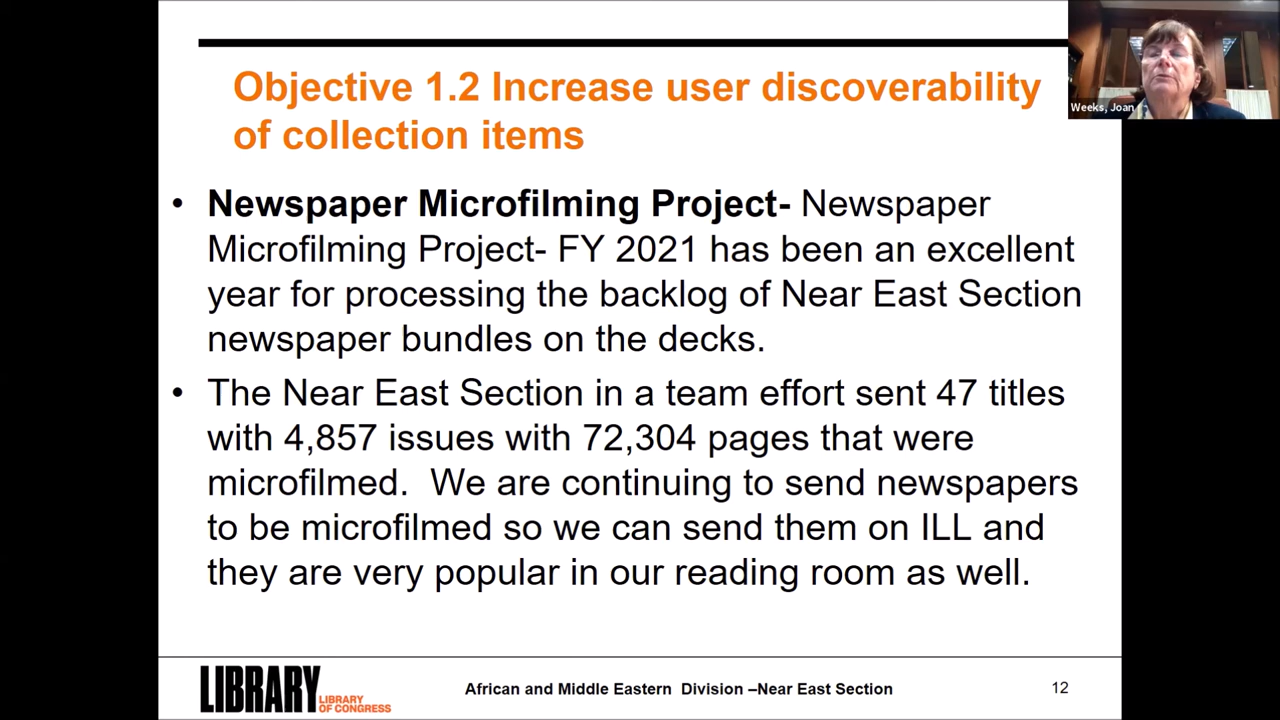 Objective 1.2 Increase user discoverability
of collection items
Weeks, Joan
• Newspaper Microfilming Project- Newspaper
Microfilming Project- FY 2021 has been an excellent
year for processing the backlog of Near East Section
newspaper bundles on the decks.
• The Near East Section in a team effort sent 47 titles
with 4,857 issues with 72,304 pages that were
microfilmed.  We are continuing to send newspapers
to be microfilmed so we can send them on ILL and
they are very popular in our reading room as well.
LIBRARY
LIBRARY
OF CONGRESS
African and Middle Eastern  Division –Near East Section
12